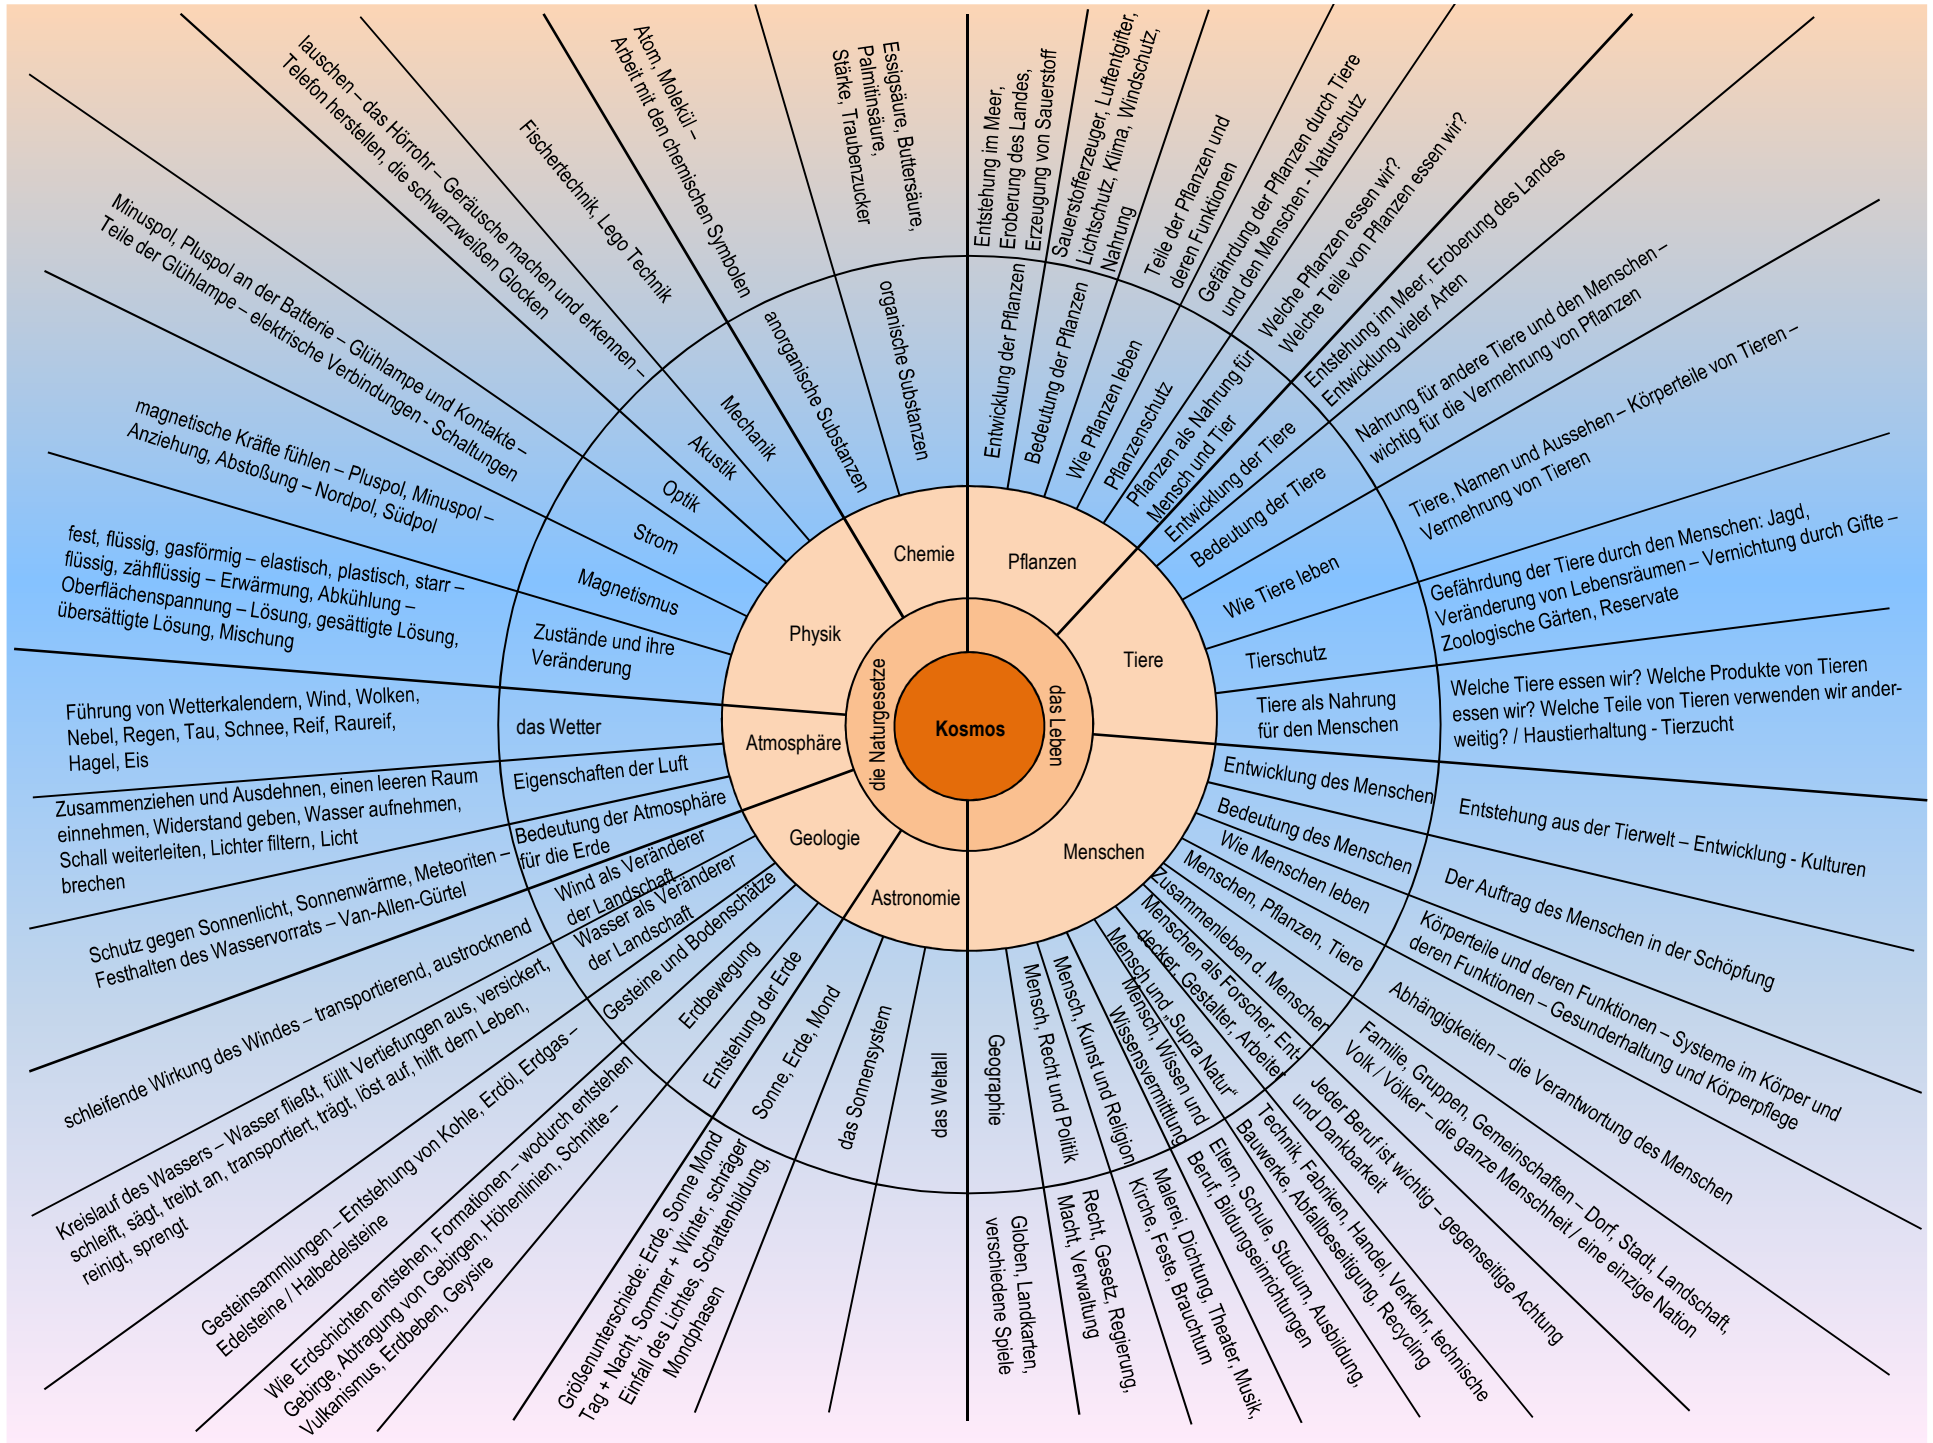 Kosmos
das Leben
die Naturgesetze
Pflanzen
Tiere
Menschen
Astronomie
Geologie
Atmosphäre
Physik
Chemie
Entwicklung der Pflanzen
Entstehung im Meer,
Eroberung des Landes,
Erzeugung von Sauerstoff
Bedeutung der Pflanzen
Sauerstofferzeuger, Luftentgifter,
Lichtschutz, Klima, Windschutz,
Nahrung
Wie Pflanzen leben
Teile der Pflanzen und
deren Funktionen
Pflanzenschutz
Gefährdung der Pflanzen durch Tiere
und den Menschen - Naturschutz
Pflanzen als Nahrung für
Mensch und Tier
Welche Pflanzen essen wir?
Welche Teile von Pflanzen essen wir?
Entwicklung der Tiere
Entstehung im Meer, Eroberung des Landes
Entwicklung vieler Arten
Bedeutung der Tiere
Nahrung für andere Tiere und den Menschen –
wichtig für die Vermehrung von Pflanzen
Wie Tiere leben
Tiere, Namen und Aussehen – Körperteile von Tieren –
Vermehrung von Tieren
Tierschutz
Gefährdung der Tiere durch den Menschen: Jagd,
Veränderung von Lebensräumen – Vernichtung durch Gifte –
Zoologische Gärten, Reservate
Tiere als Nahrung
für den Menschen
Welche Tiere essen wir? Welche Produkte von Tieren
essen wir? Welche Teile von Tieren verwenden wir ander-
weitig? / Haustierhaltung - Tierzucht
Entwicklung des Menschen
Entstehung aus der Tierwelt – Entwicklung - Kulturen
Bedeutung des Menschen
Der Auftrag des Menschen in der Schöpfung
Wie Menschen leben
Körperteile und deren Funktionen – Systeme im Körper und
deren Funktionen – Gesunderhaltung und Körperpflege
Menschen, Pflanzen, Tiere
Abhängigkeiten – die Verantwortung des Menschen
Zusammenleben d. Menschen
Familie, Gruppen, Gemeinschaften – Dorf, Stadt, Landschaft,
Volk / Völker – die ganze Menschheit / eine einzige Nation
Menschen als Forscher, Ent-
decker, Gestalter, Arbeiter
Jeder Beruf ist wichtig – gegenseitige Achtung
und Dankbarkeit
Mensch und „Supra Natur“
Technik, Fabriken, Handel, Verkehr, technische
Bauwerke, Abfallbeseitigung, Recycling
Mensch, Wissen und
Wissensvermittlung
Eltern, Schule, Studium, Ausbildung,
Beruf, Bildungseinrichtungen
Mensch, Kunst und Religion
Malerei, Dichtung, Theater, Musik,
Kirche, Feste, Brauchtum
Mensch, Recht und Politik
Recht, Gesetz, Regierung,
Macht, Verwaltung
Geographie
Globen, Landkarten,
verschiedene Spiele
das Weltall
das Sonnensystem
Sonne, Erde, Mond
Größenunterschiede: Erde, Sonne Mond
Tag + Nacht, Sommer + Winter, schräger
Einfall des Lichtes, Schattenbildung,
Mondphasen
Entstehung der Erde
Erdbewegung
Wie Erdschichten entstehen, Formationen – wodurch entstehen
Gebirge, Abtragung von Gebirgen, Höhenlinien, Schnitte –
Vulkanismus, Erdbeben, Geysire
Gesteine und Bodenschätze
Gesteinsammlungen – Entstehung von Kohle, Erdöl, Erdgas –
Edelsteine / Halbedelsteine
Wasser als Veränderer
der Landschaft
Kreislauf des Wassers – Wasser fließt, füllt Vertiefungen aus, versickert,
schleift, sägt, treibt an, transportiert, trägt, löst auf, hilft dem Leben,
reinigt, sprengt
Wind als Veränderer
der Landschaft
schleifende Wirkung des Windes – transportierend, austrocknend
Bedeutung der Atmosphäre
für die Erde
Schutz gegen Sonnenlicht, Sonnenwärme, Meteoriten –
Festhalten des Wasservorrats – Van-Allen-Gürtel
Eigenschaften der Luft
Zusammenziehen und Ausdehnen, einen leeren Raum
einnehmen, Widerstand geben, Wasser aufnehmen,
Schall weiterleiten, Lichter filtern, Licht
brechen
das Wetter
Führung von Wetterkalendern, Wind, Wolken,
Nebel, Regen, Tau, Schnee, Reif, Raureif,
Hagel, Eis
Zustände und ihre
Veränderung
fest, flüssig, gasförmig – elastisch, plastisch, starr –
flüssig, zähflüssig – Erwärmung, Abkühlung –
Oberflächenspannung – Lösung, gesättigte Lösung,
übersättigte Lösung, Mischung
Magnetismus
magnetische Kräfte fühlen – Pluspol, Minuspol –
Anziehung, Abstoßung – Nordpol, Südpol
Strom
Minuspol, Pluspol an der Batterie – Glühlampe und Kontakte –
Teile der Glühlampe – elektrische Verbindungen - Schaltungen
Optik
Akustik
lauschen – das Hörrohr – Geräusche machen und erkennen –
Telefon herstellen, die schwarzweißen Glocken
Mechanik
Fischertechnik, Lego Technik
anorganische Substanzen
Atom, Molekül –
Arbeit mit den chemischen Symbolen
organische Substanzen
Essigsäure, Buttersäure,
Palmitinsäure,
Stärke, Traubenzucker